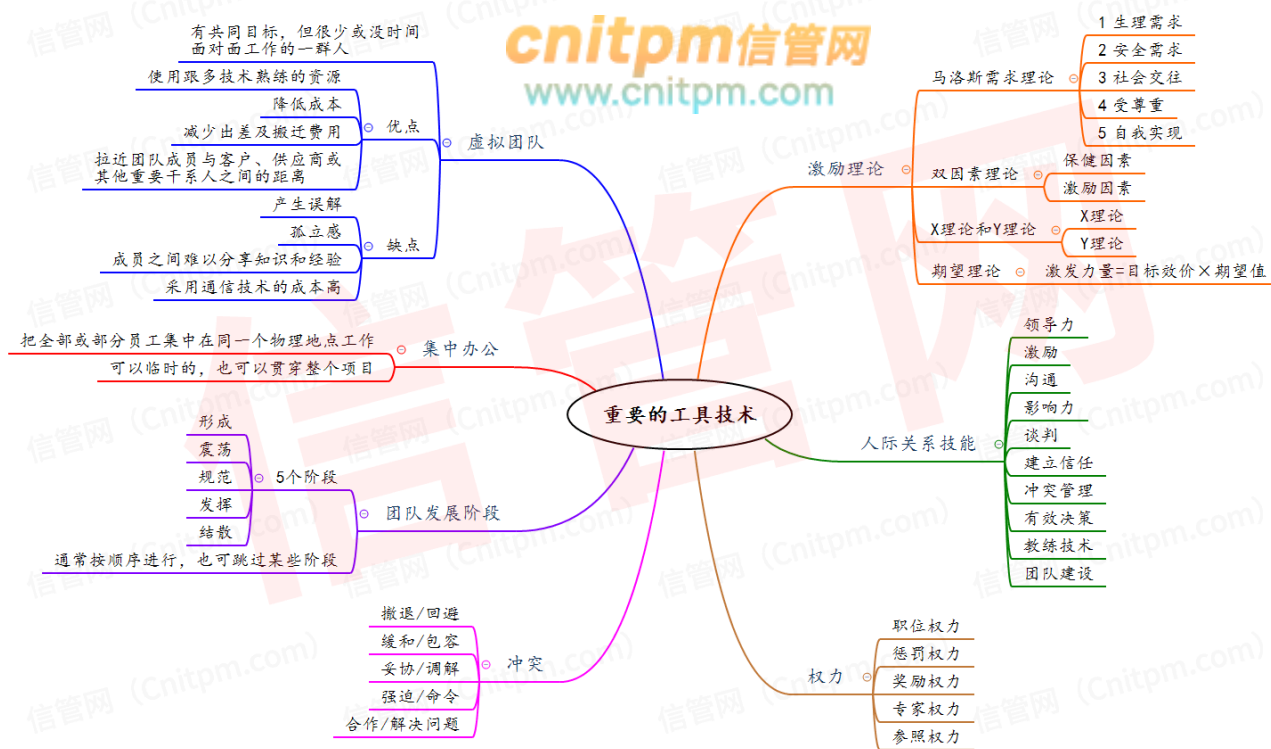 cnitpm信管网
www.cnitpm.com
重要的工具技术
虚拟团队
有共同目标，但很少或没时间
面对面工作的一群人
优点
使用跟多技术熟练的资源
降低成本
减少出差及搬迁费用
拉近团队成员与客户、供应商或
其他重要干系人之间的距离
缺点
产生误解
孤立感
成员之间难以分享知识和经验
采用通信技术的成本高
集中办公
把全部或部分员工集中在同一个物理地点工作
可以临时的，也可以贯穿整个项目
团队发展阶段
5个阶段
形成
震荡
规范
发挥
结散
通常按顺序进行，也可跳过某些阶段
冲突
撤退/回避
缓和/包容
妥协/调解
强迫/命令
合作/解决问题
激励理论
马洛斯需求理论
1 生理需求
2 安全需求
3 社会交往
4 受尊重
5 自我实现
双因素理论
保健因素
激励因素
X理论和Y理论
X理论
Y理论
期望理论
激发力量=目标效价×期望值
人际关系技能
领导力
激励
沟通
影响力
谈判
建立信任
冲突管理
有效决策
教练技术
团队建设
权力
职位权力
惩罚权力
奖励权力
专家权力
参照权力
信管网
信管网（Cnitpm.com）